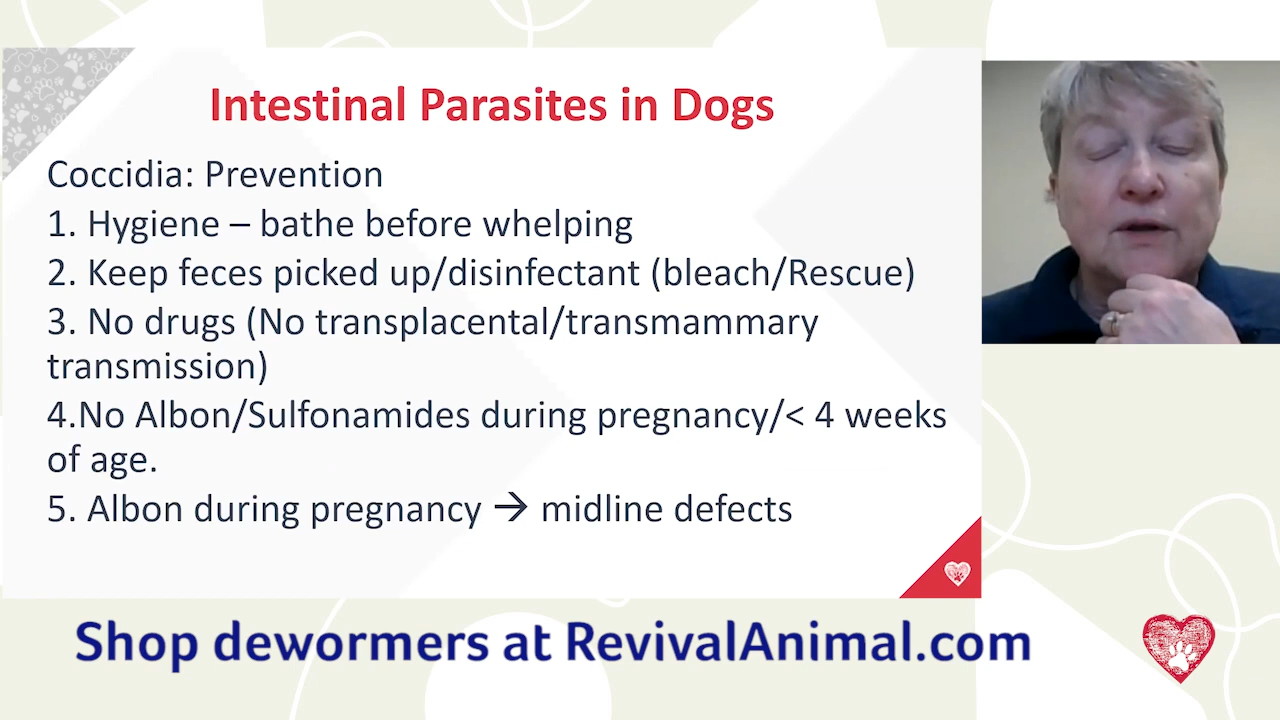 Intestinal Parasites in Dogs
Coccidia: Prevention
1. Hygiene – bathe before whelping
2. Keep feces picked up/disinfectant (bleach/Rescue)
3. No drugs (No transplacental/transmammary
transmission)
4.No Albon/Sulfonamides during pregnancy/< 4 weeks
of age.
5. Albon during pregnancy → midline defects
Shop dewormers at RevivalAnimal.com